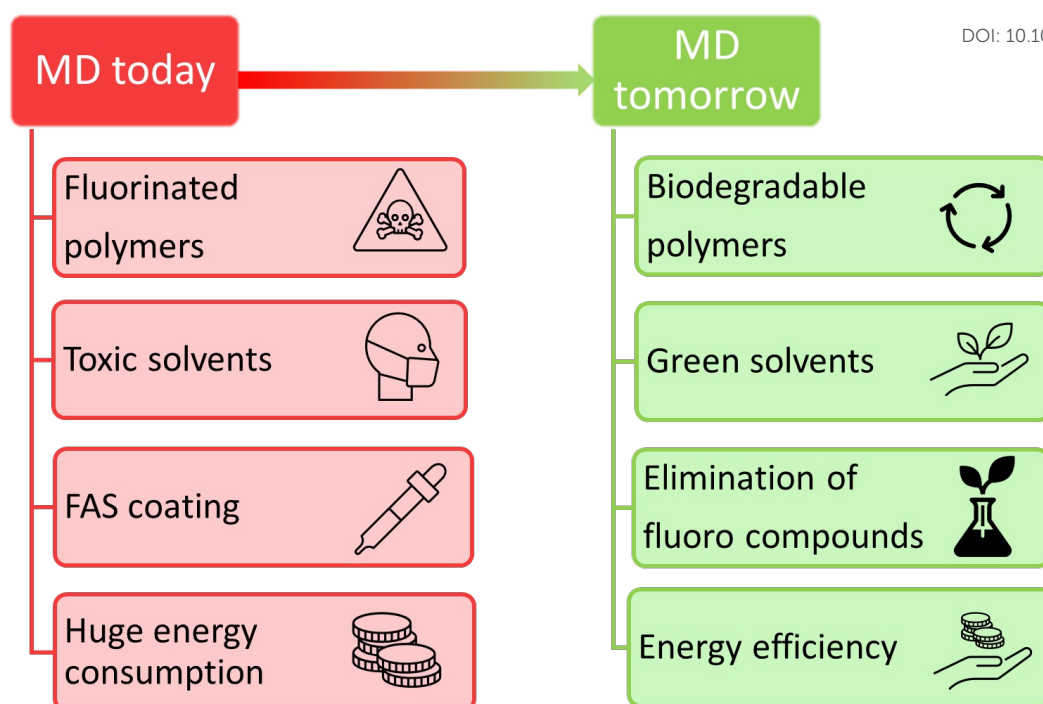 MD today
MD
tomorrow
DOI: 10.10
Fluorinated
polymers
Toxic solvents
FAS coating
Huge energy
consumption
Biodegradable
polymers
Green solvents
Elimination of
fluoro compounds
Energy efficiency